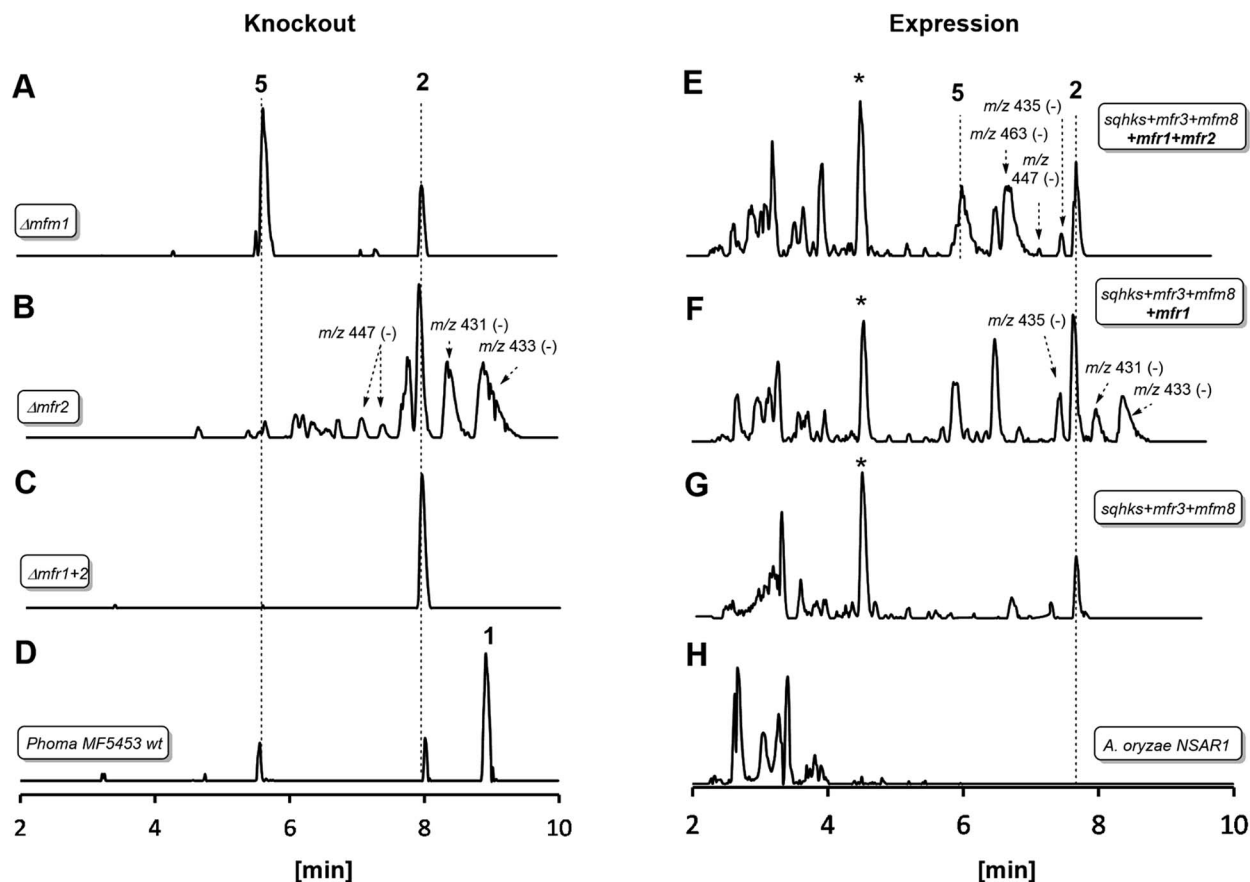 Knockout
A
5
2
Δmfm1
B
m/z 447 (-)
m/z 431 (-)
m/z 433 (-)
Δmfr2
C
Δmfr1+2
D
1
Phoma MF5453 wt
2 4 6 8 10
[min]
Expression
E
*
5
m/z 435 (-)
2
m/z 463 (-)
m/z
447 (-)
sqhks+mfr3+mfm8
+mfr1+mfr2
F
*
m/z 435 (-)
m/z 431 (-)
m/z 433 (-)
sqhks+mfr3+mfm8
+mfr1
G
*
sqhks+mfr3+mfm8
H
A. oryzae NSAR1
2 4 6 8 10
[min]